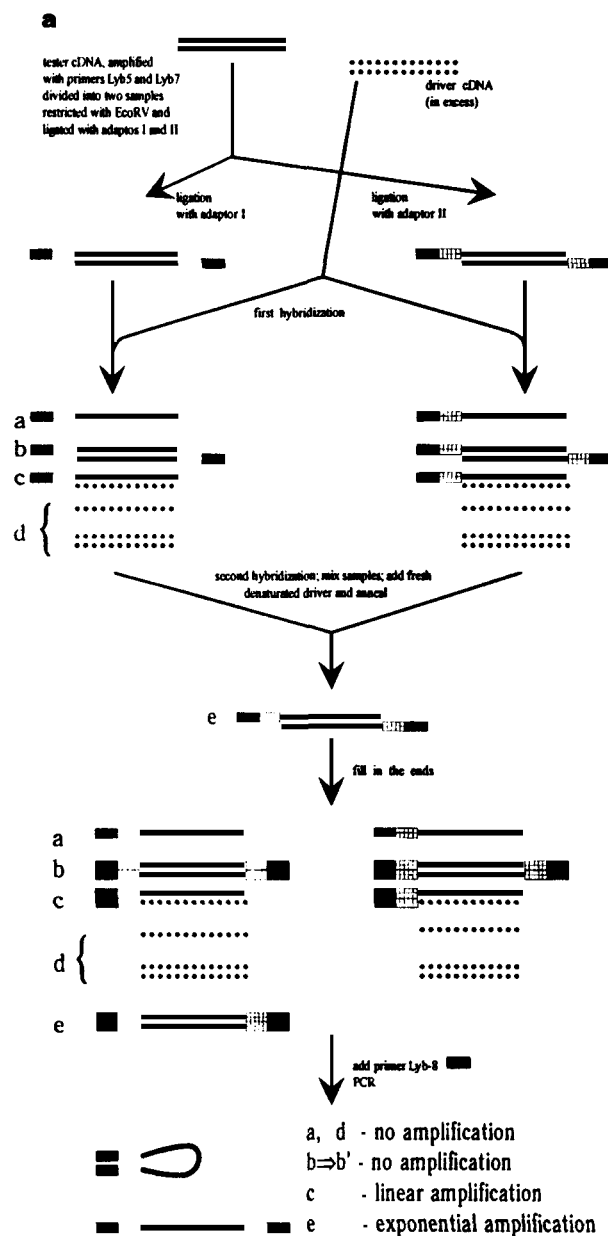 a
tester cDNA, amplified
with primers Lyb5 and Lyb7
divided into two samples
restricted with EcoRV and
ligated with adaptos I and II
driver cDNA
(in excess)
ligation
with adaptor I
ligation
with adaptor II
first hybridization
a
b
c
d
second hybridization; mix samples; add fresh
denaturated driver and anneal
e
fill in the ends
a
b
c
d
e
add primer Lyb-8
PCR
a, d - no amplification
b⇒b' - no amplification
c - linear amplification
e - exponential amplification